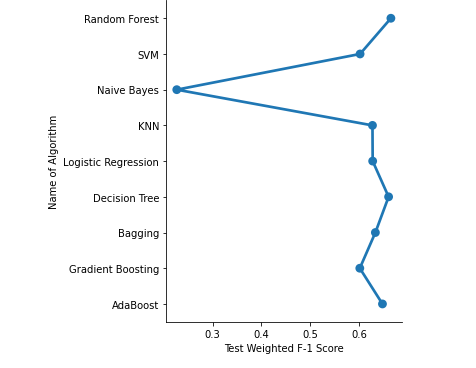 Random Forest
SVM
Naive Bayes
KNN
Logistic Regression
Decision Tree
Bagging
Gradient Boosting
AdaBoost
Name of Algorithm
0.3 0.4 0.5 0.6
Test Weighted F-1 Score